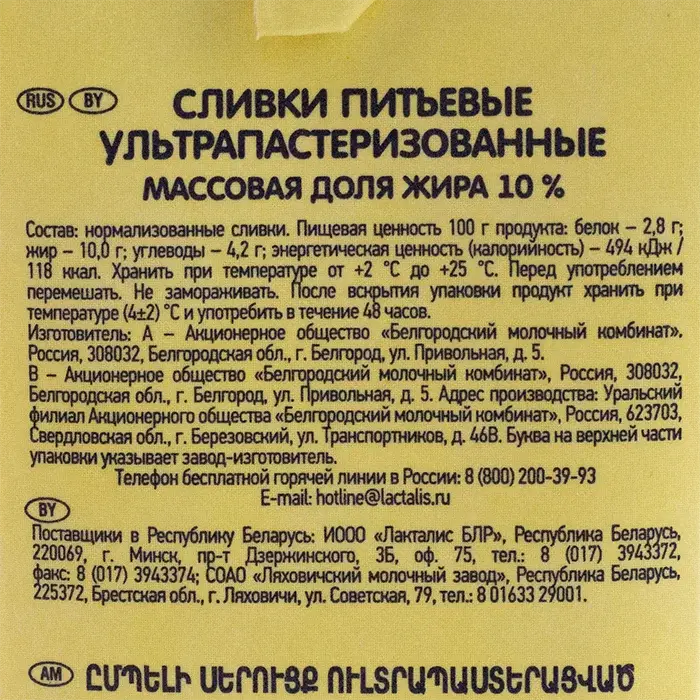 RUS BY СЛИВКИ ПИТЬЕВЫЕ
УЛЬТРАПАСТЕРИЗОВАННЫЕ
МАССОВАЯ ДОЛЯ ЖИРА 10 %
Состав: нормализованные сливки. Пищевая ценность 100 г продукта: белок – 2,8 г;
жир – 10,0 г; углеводы – 4,2 г; энергетическая ценность (калорийность) – 494 кДж /
118 ккал. Хранить при температуре от +2 °С до +25 °С. Перед употреблением
перемешать. Не замораживать. После вскрытия упаковки продукт хранить при
температуре (4±2) °С и употребить в течение 48 часов.
Изготовитель: А – Акционерное общество «Белгородский молочный комбинат».
Россия, 308032, Белгородская обл., г. Белгород, ул. Привольная, д. 5.
В – Акционерное общество «Белгородский молочный комбинат», Россия, 308032,
Белгородская обл., г. Белгород, ул. Привольная, д. 5. Адрес производства: Уральский
филиал Акционерного общества «Белгородский молочный комбинат», Россия, 623703,
Свердловская обл., г. Березовский, ул. Транспортников, д. 46В. Буква на верхней части
упаковки указывает завод-изготовитель.
Телефон бесплатной горячей линии в России: 8 (800) 200-39-93
E-mail: hotline@lactalis.ru
BY
Поставщики в Республику Беларусь: ИООО «Лакталис БЛР», Республика Беларусь,
220069, г. Минск, пр-т Дзержинского, 3Б, оф. 75, тел.: 8 (017) 3943372,
факс: 8 (017) 3943374; СОАО «Ляховичский молочный завод», Республика Беларусь,
225372, Брестская обл., г. Ляховичи, ул. Советская, 79, тел.: 8 01633 29001.
AM ԸՄՊԵԼԻ ՍԵՐՈՒՑՔ ՈՒԼՏՐԱՊԱՍՏԵՐԱՑՎԱԾ